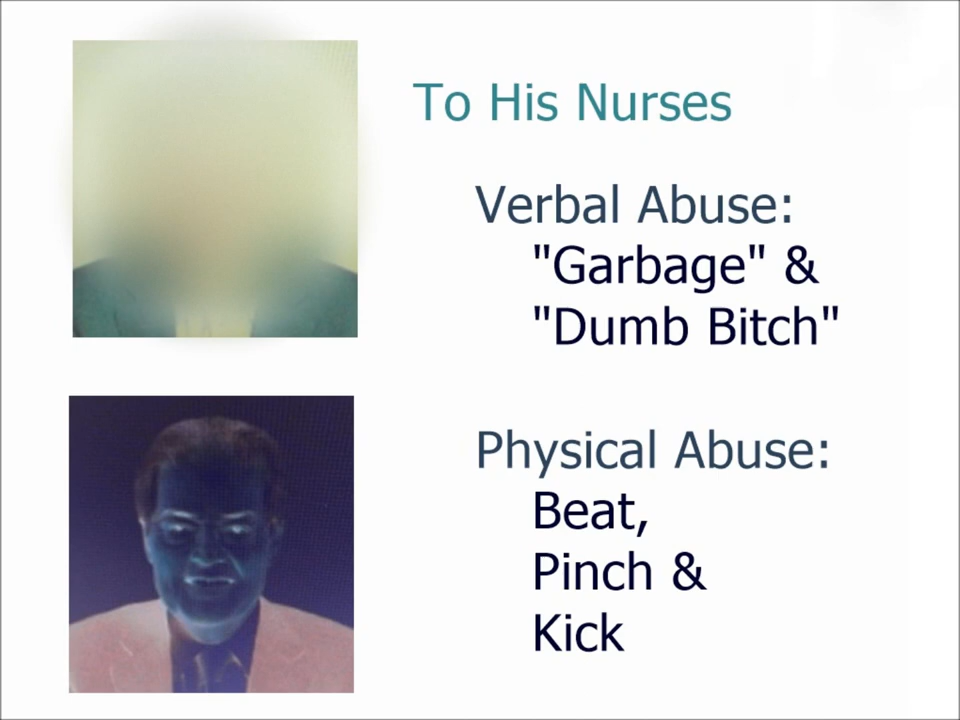 To His Nurses
Verbal Abuse:
"Garbage" &
"Dumb Bitch"
Physical Abuse:
Beat,
Pinch &
Kick